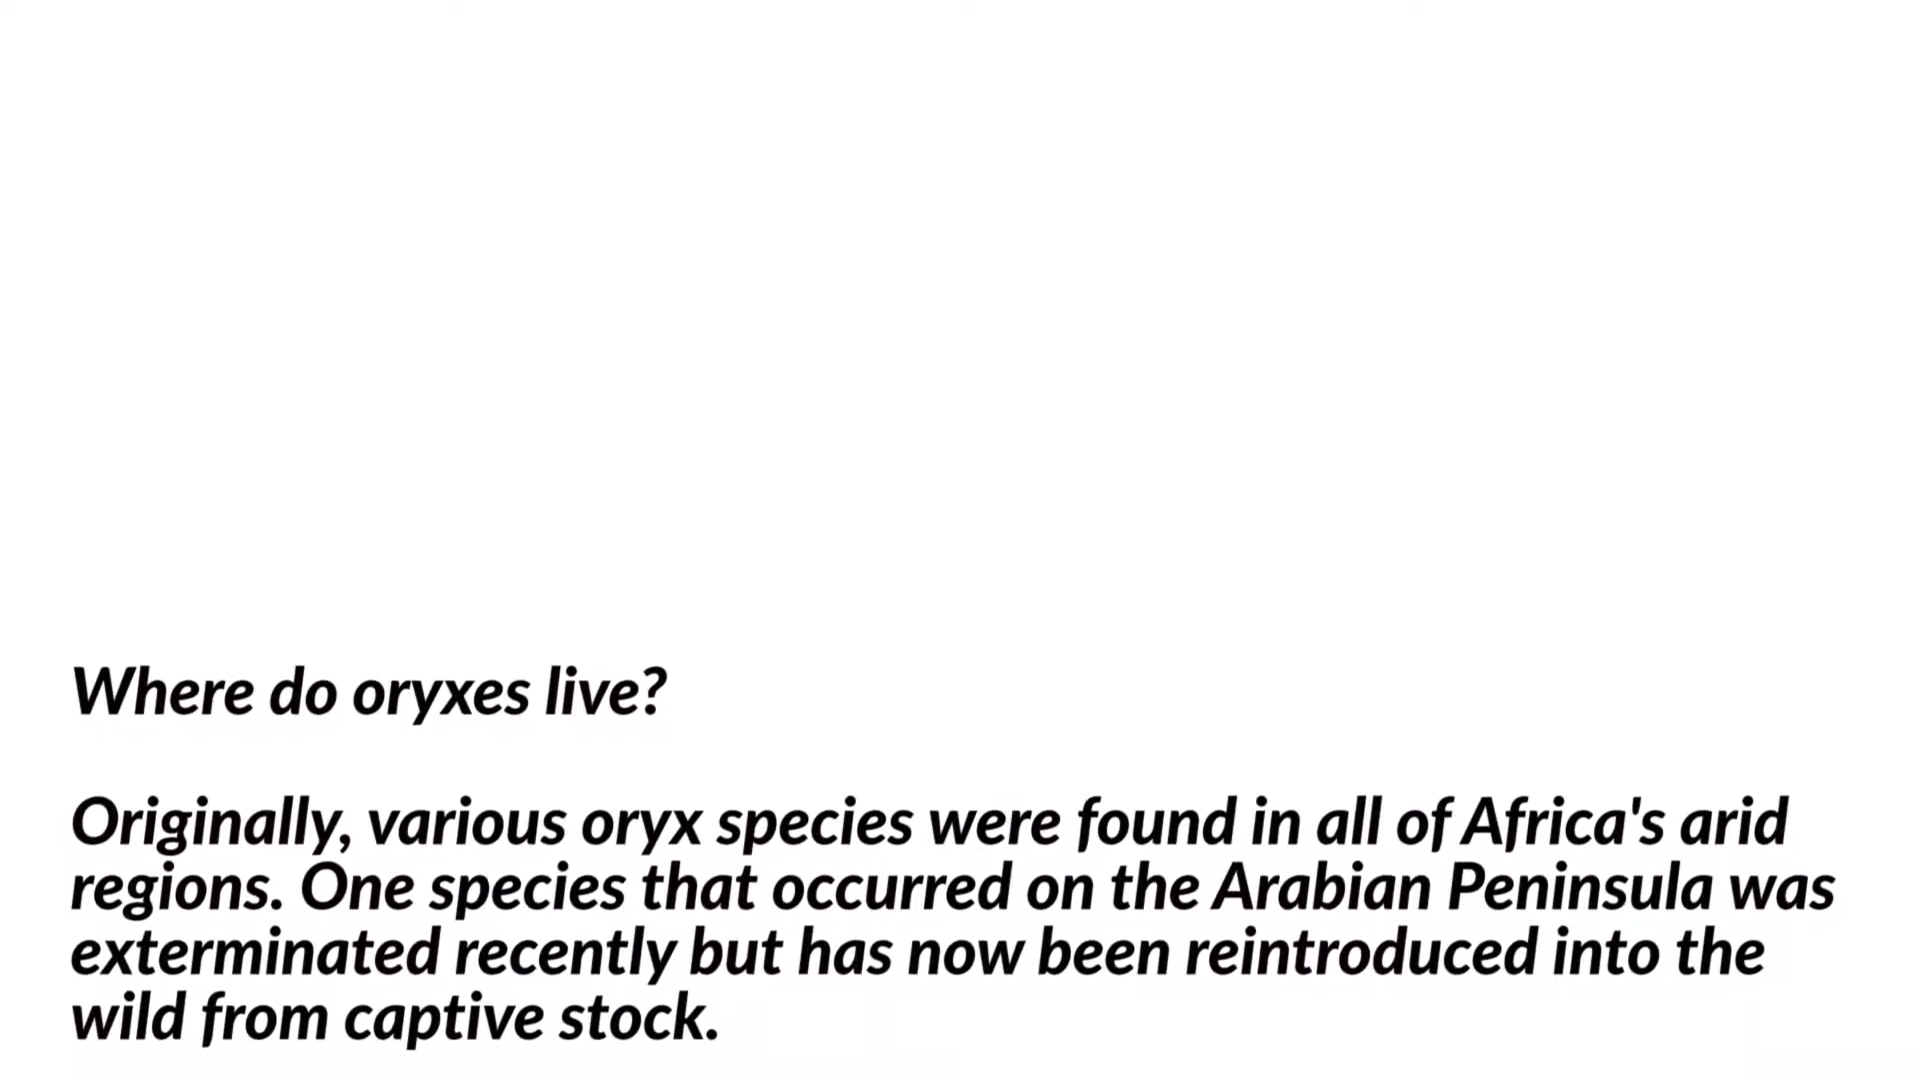 Where do oryxes live?
Originally, various oryx species were found in all of Africa's arid
regions. One species that occurred on the Arabian Peninsula was
exterminated recently but has now been reintroduced into the
wild from captive stock.